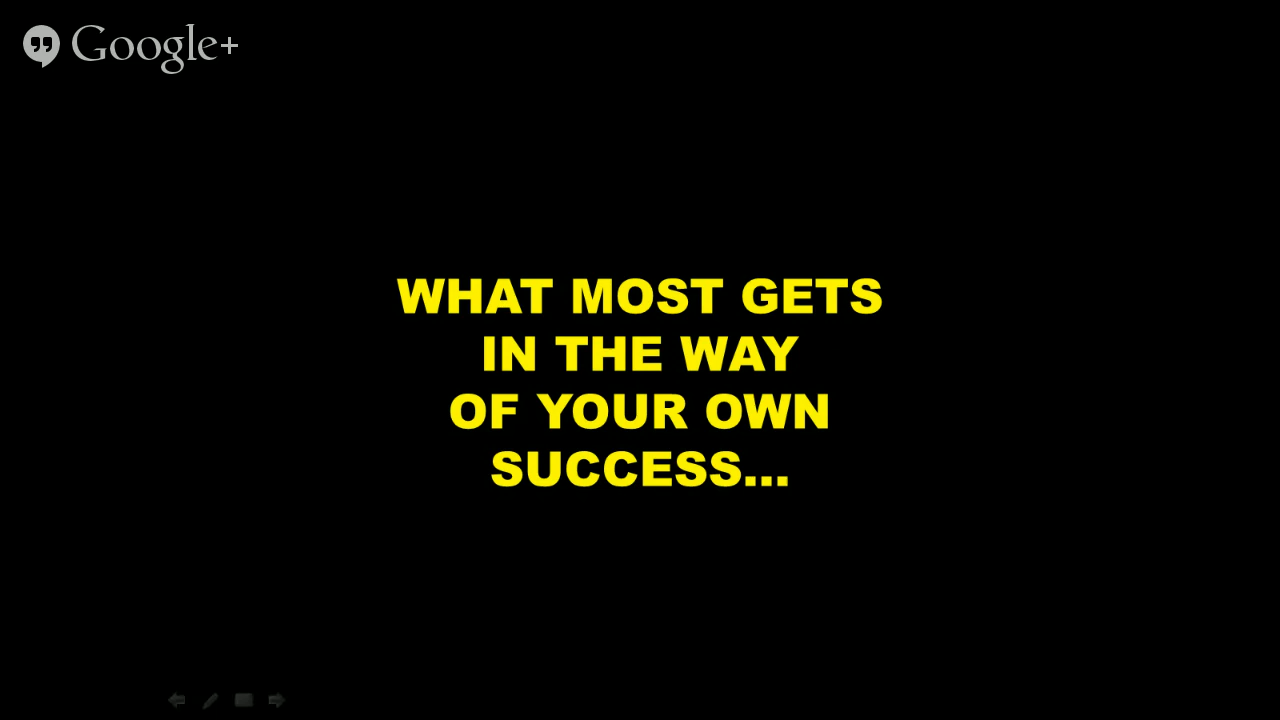 Google+
WHAT MOST GETS
IN THE WAY
OF YOUR OWN
SUCCESS...